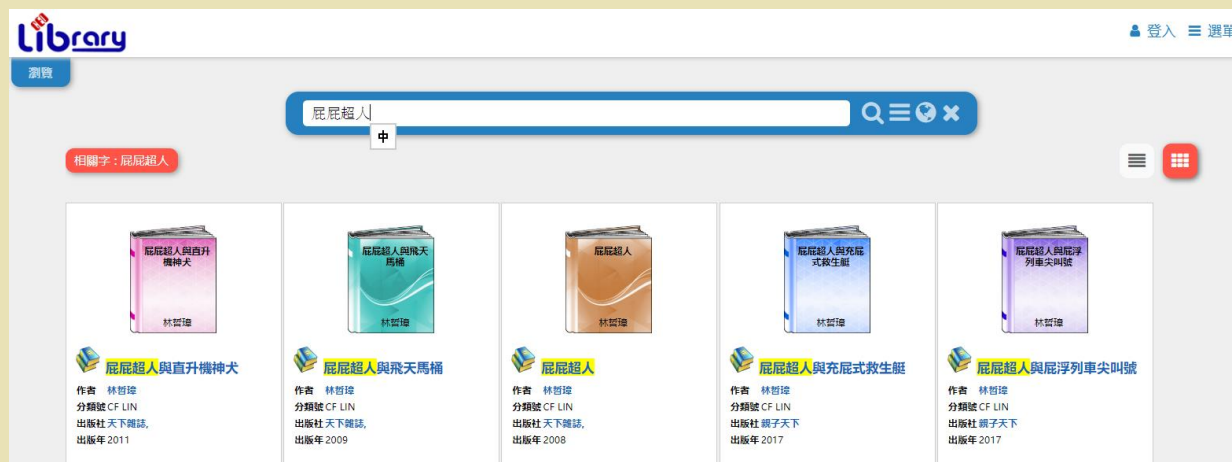 Library
登入 選單
瀏覽
屁屁超人
中
相關字 : 屁屁超人
屁屁超人與直升
機神犬
林哲璋
屁屁超人與飛天
馬桶
林哲璋
屁屁超人
林哲璋
屁屁超人與充屁
式救生艇
林哲璋
屁屁超人與屁浮
列車尖叫號
林哲璋
屁屁超人與直升機神犬
作者 林哲璋
分類號 CF LIN
出版社 天下雜誌,
出版年 2011
屁屁超人與飛天馬桶
作者 林哲璋
分類號 CF LIN
出版社 天下雜誌,
出版年 2009
屁屁超人
作者 林哲璋
分類號 CF LIN
出版社 天下雜誌,
出版年 2008
屁屁超人與充屁式救生艇
作者 林哲璋
分類號 CF LIN
出版社 親子天下
出版年 2017
屁屁超人與屁浮列車尖叫號
作者 林哲璋
分類號 CF LIN
出版社 親子天下
出版年 2017